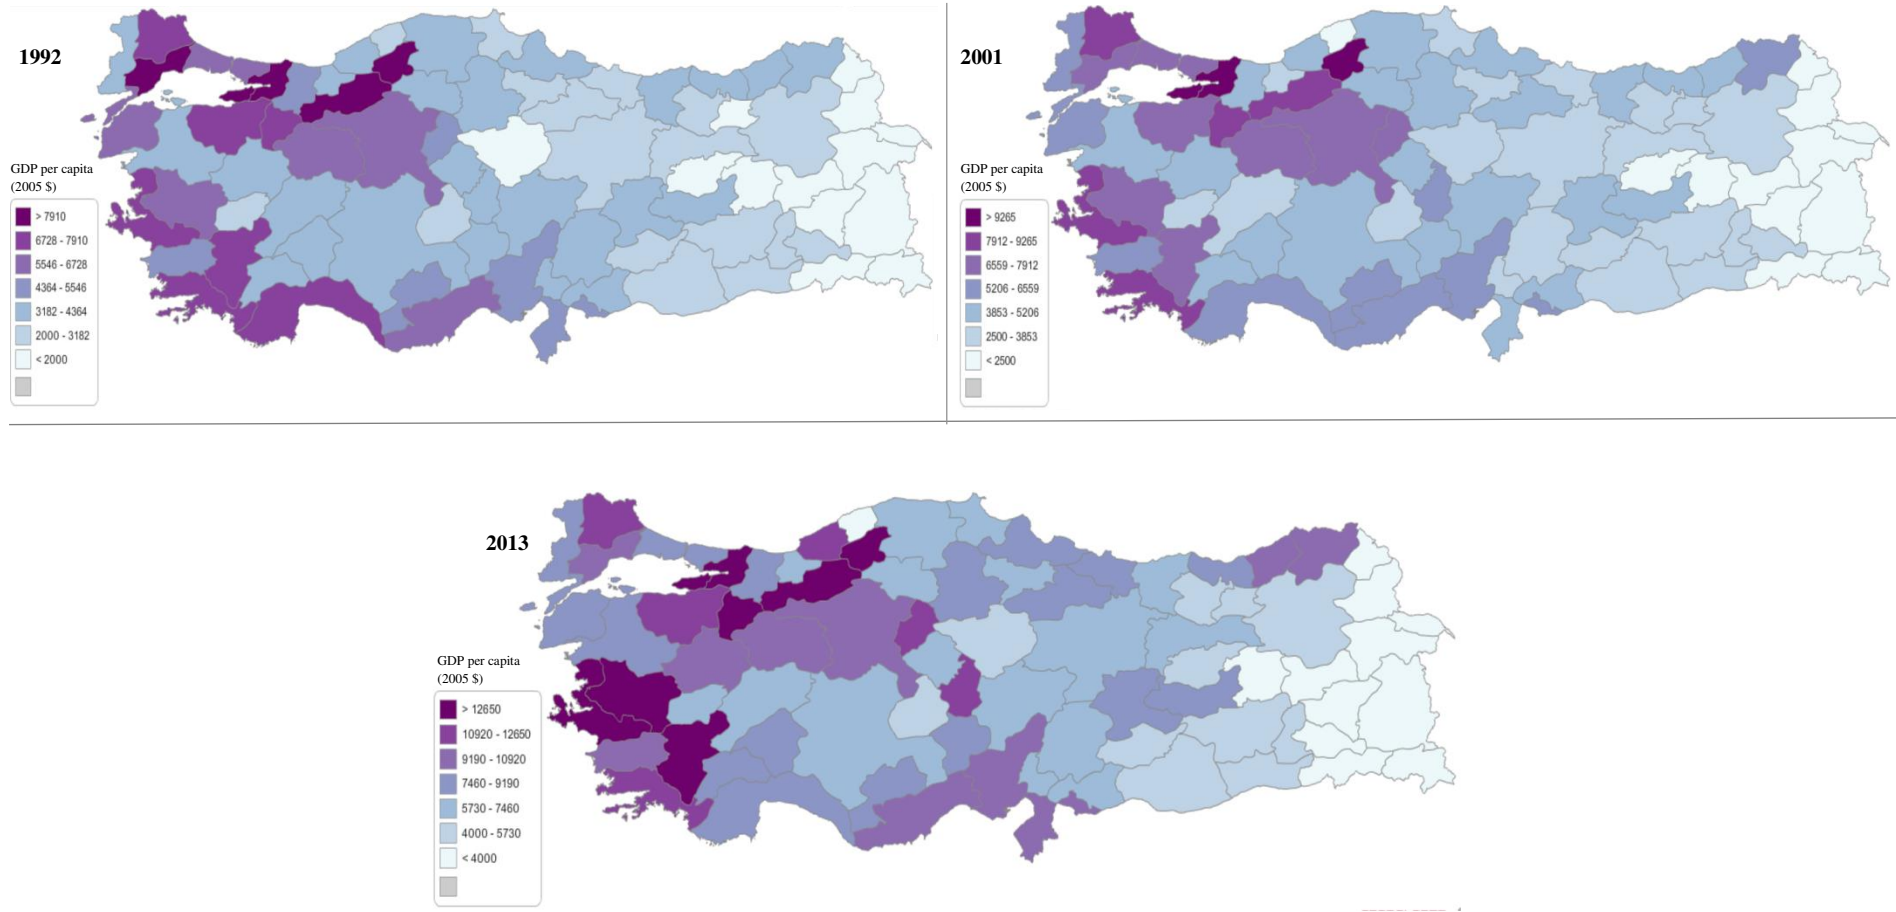 1992
GDP per capita
(2005 $)
> 7910
6728 - 7910
5546 - 6728
4364 - 5546
3182 - 4364
2000 - 3182
< 2000
2001
GDP per capita
(2005 $)
> 9265
7912 - 9265
6559 - 7912
5206 - 6559
3853 - 5206
2500 - 3853
< 2500
2013
GDP per capita
(2005 $)
> 12650
10920 - 12650
9190 - 10920
7460 - 9190
5730 - 7460
4000 - 5730
< 4000